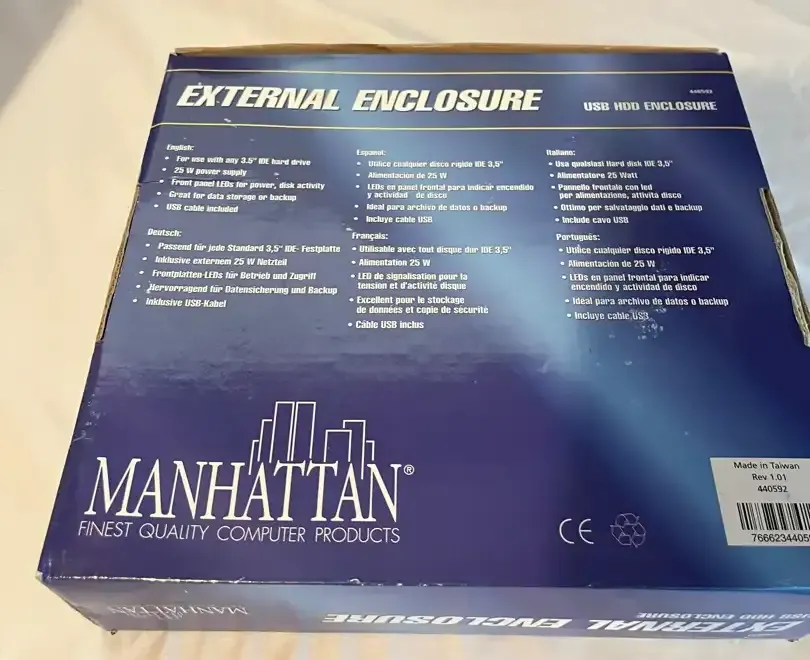 EXTERNAL ENCLOSURE
440592
USB HDD ENCLOSURE
English:
• For use with any 3.5" IDE hard drive
• 25 W power supply
• Front panel LEDs for power, disk activity
• Great for data storage or backup
• USB cable included
Espanol:
• Utilice cualquier disco rigido IDE 3,5"
• Alimentacion de 25 W
• LEDs en panel frontal para indicar encendido
y actividad de disco
• Ideal para archivo de datos o backup
• Incluye cable USB
Italiano:
• Usa qualsiasi Hard disk IDE 3,5"
• Alimentatore 25 Watt
• Pannello frontale con led
per alimentazione, attivita disco
• Ottimo per salvataggio dati e backup
• Include cavo USB
Deutsch:
• Passend für jede Standard 3,5" IDE- Festplatte
• Inklusive externem 25 W Netzteil
• Frontplatten-LEDs für Betrieb und Zugriff
• Hervorragend für Datensicherung und Backup
• Inklusive USB-Kabel
Français:
• Utilisable avec tout disque dur IDE 3,5"
• Alimentation 25 W
• LED de signalisation pour la
tension et d'activité disque
• Excellent pour le stockage
de données et copie de sécurité
• Câble USB inclus
Português:
• Utilice cualquier disco rigido IDE 3,5"
• Alimentación de 25 W
• LEDs en panel frontal para indicar
encendido y actividad de disco
• Ideal para archivo de datos o backup
• Incluye cable USB
MANHATTAN®
FINEST QUALITY COMPUTER PRODUCTS
CE
Made in Taiwan
Rev 1.01
440592
7666234405
MANHATTAN
EXTERNAL ENCLOSURE
USB HDD ENCLOSURE